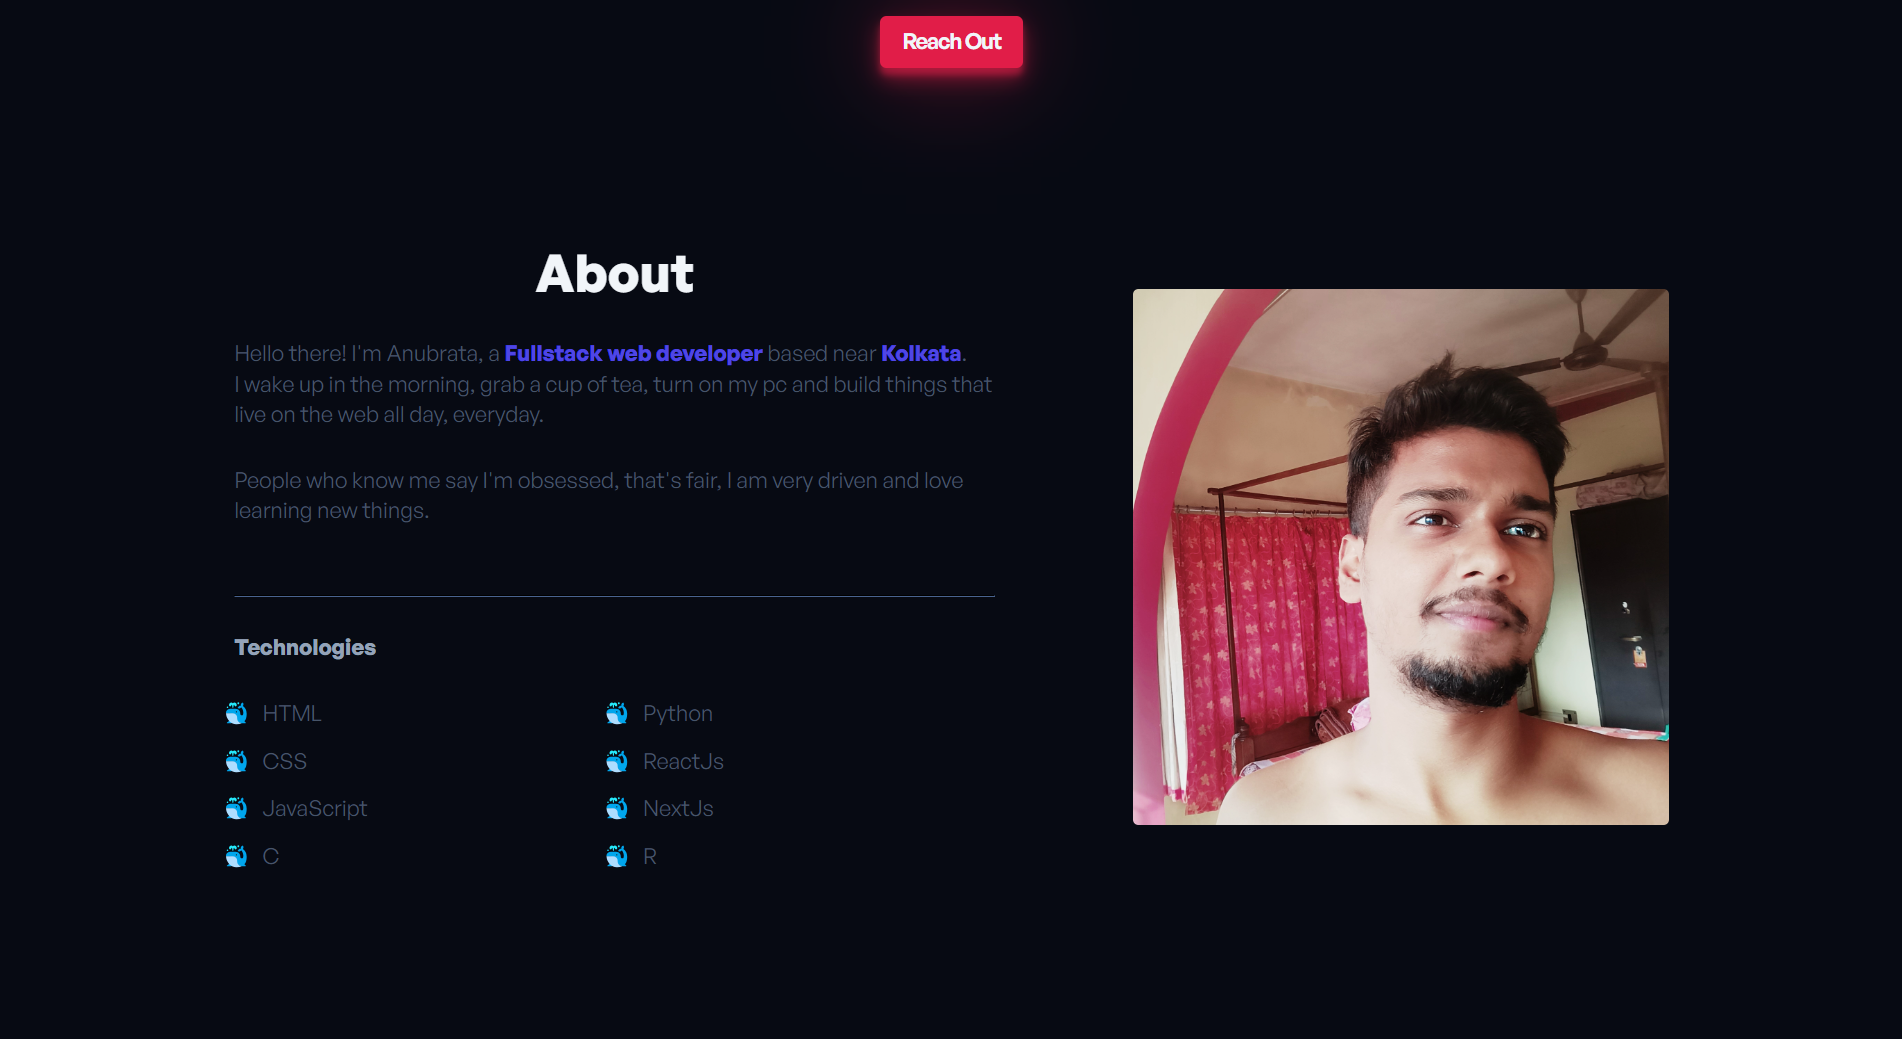 Reach Out
About
Hello there! I'm Anubrata, a Fullstack web developer based near Kolkata.
I wake up in the morning, grab a cup of tea, turn on my pc and build things that
live on the web all day, everyday.
People who know me say I'm obsessed, that's fair, I am very driven and love
learning new things.
Technologies
HTML
CSS
JavaScript
C
Python
ReactJs
NextJs
R